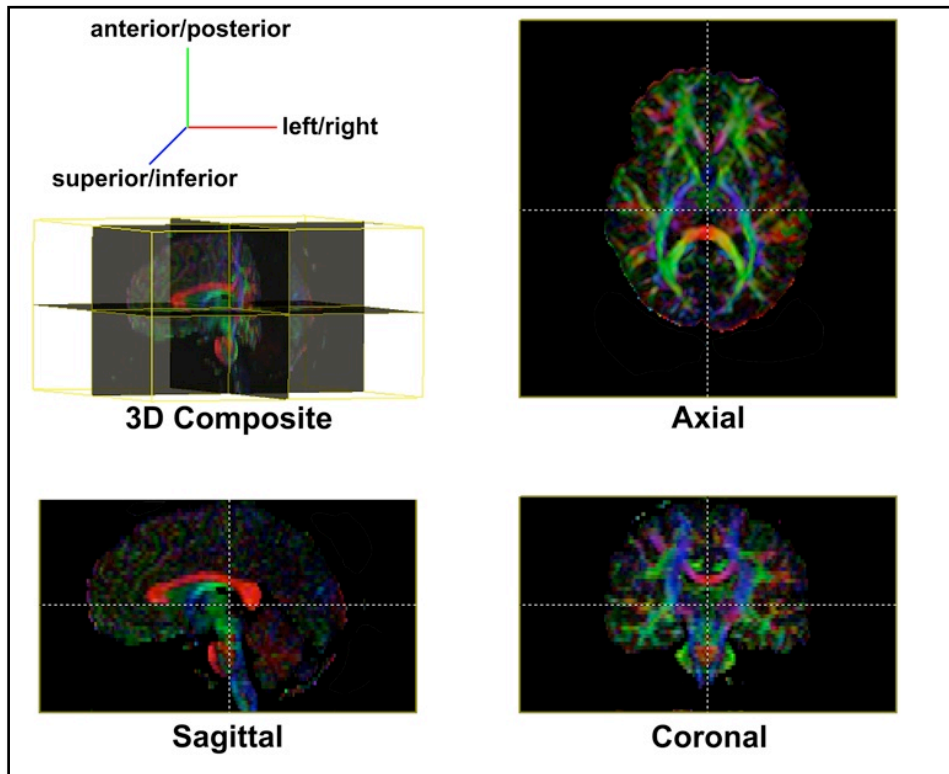 anterior/posterior
left/right
superior/inferior
3D Composite
Axial
Sagittal
Coronal